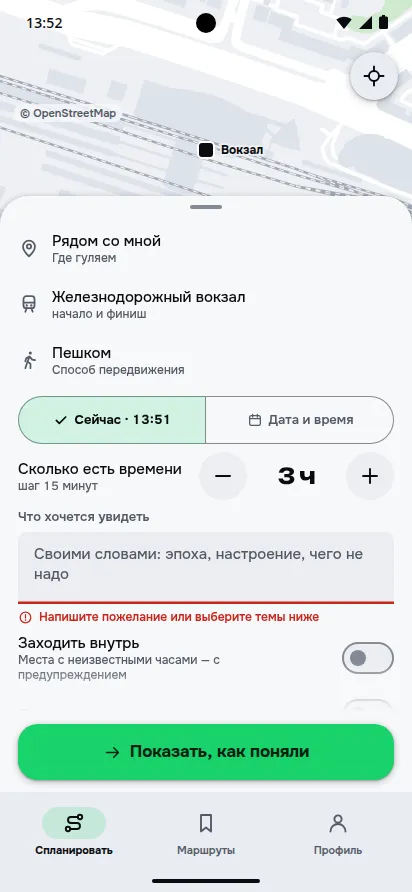 13:52
© OpenStreetMap
Вокзал
Рядом со мной
Где гуляем
Железнодорожный вокзал
начало и финиш
Пешком
Способ передвижения
Сейчас · 13:51
Дата и время
Сколько есть времени
шаг 15 минут
3 ч
Что хочется увидеть
Своими словами: эпоха, настроение, чего не
надо
Напишите пожелание или выберите темы ниже
Заходить внутрь
Места с неизвестными часами — с
предупреждением
Показать, как поняли
Спланировать
Маршруты
Профиль